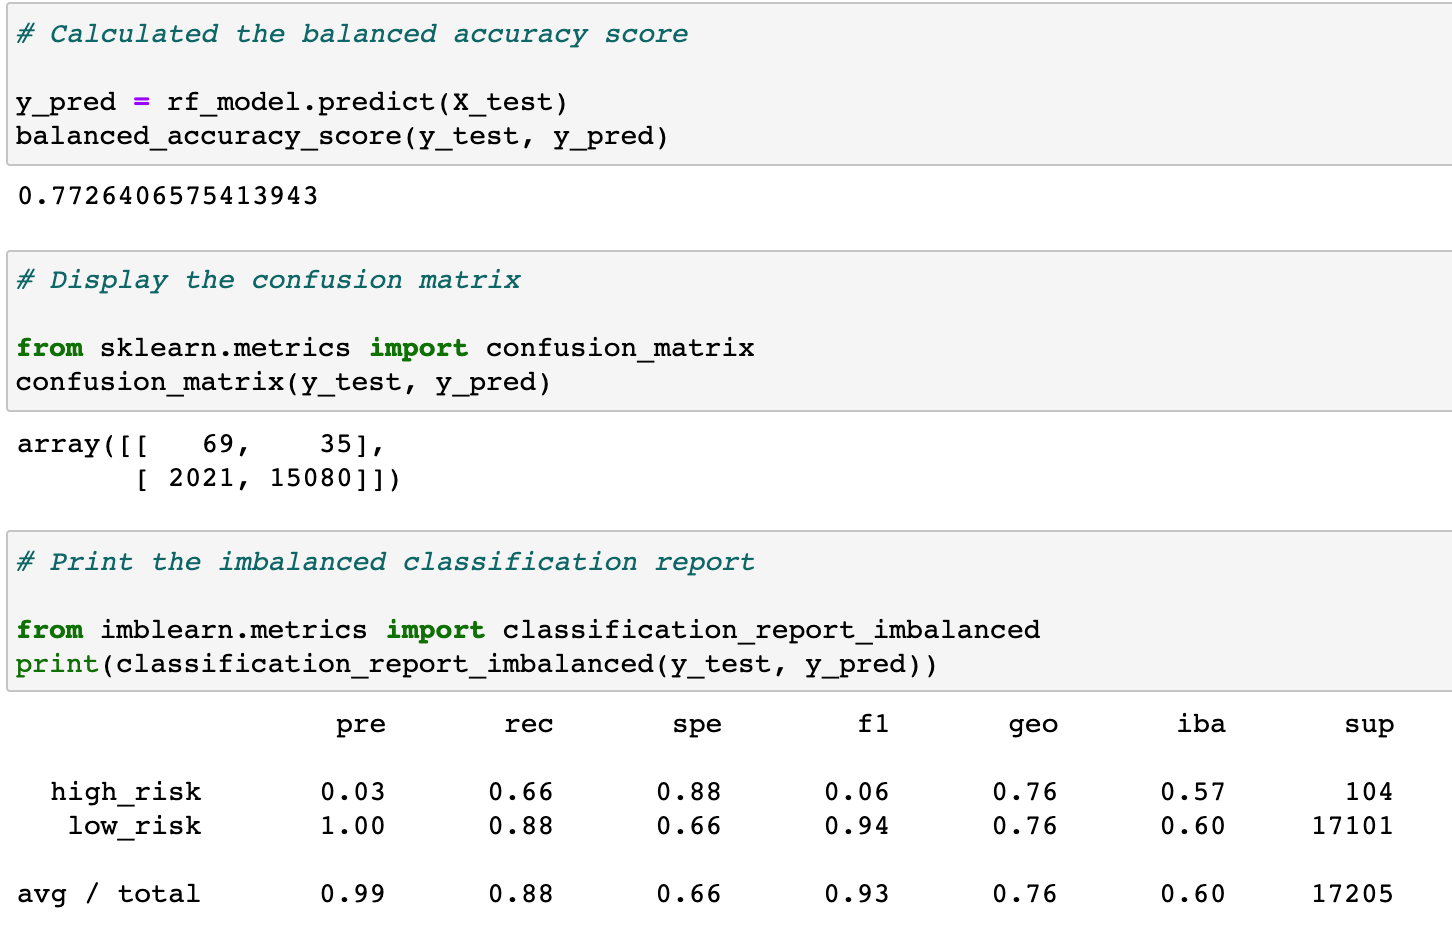 # Calculated the balanced accuracy score
y_pred = rf_model.predict(X_test)
balanced_accuracy_score(y_test, y_pred)
0.7726406575413943
# Display the confusion matrix
from sklearn.metrics import confusion_matrix
confusion_matrix(y_test, y_pred)
array([[   69,    35],
       [ 2021, 15080]])
# Print the imbalanced classification report
from imblearn.metrics import classification_report_imbalanced
print(classification_report_imbalanced(y_test, y_pred))
                   pre       rec       spe        f1       geo       iba       sup
  high_risk       0.03      0.66      0.88      0.06      0.76      0.57       104
   low_risk       1.00      0.88      0.66      0.94      0.76      0.60     17101
avg / total       0.99      0.88      0.66      0.93      0.76      0.60     17205